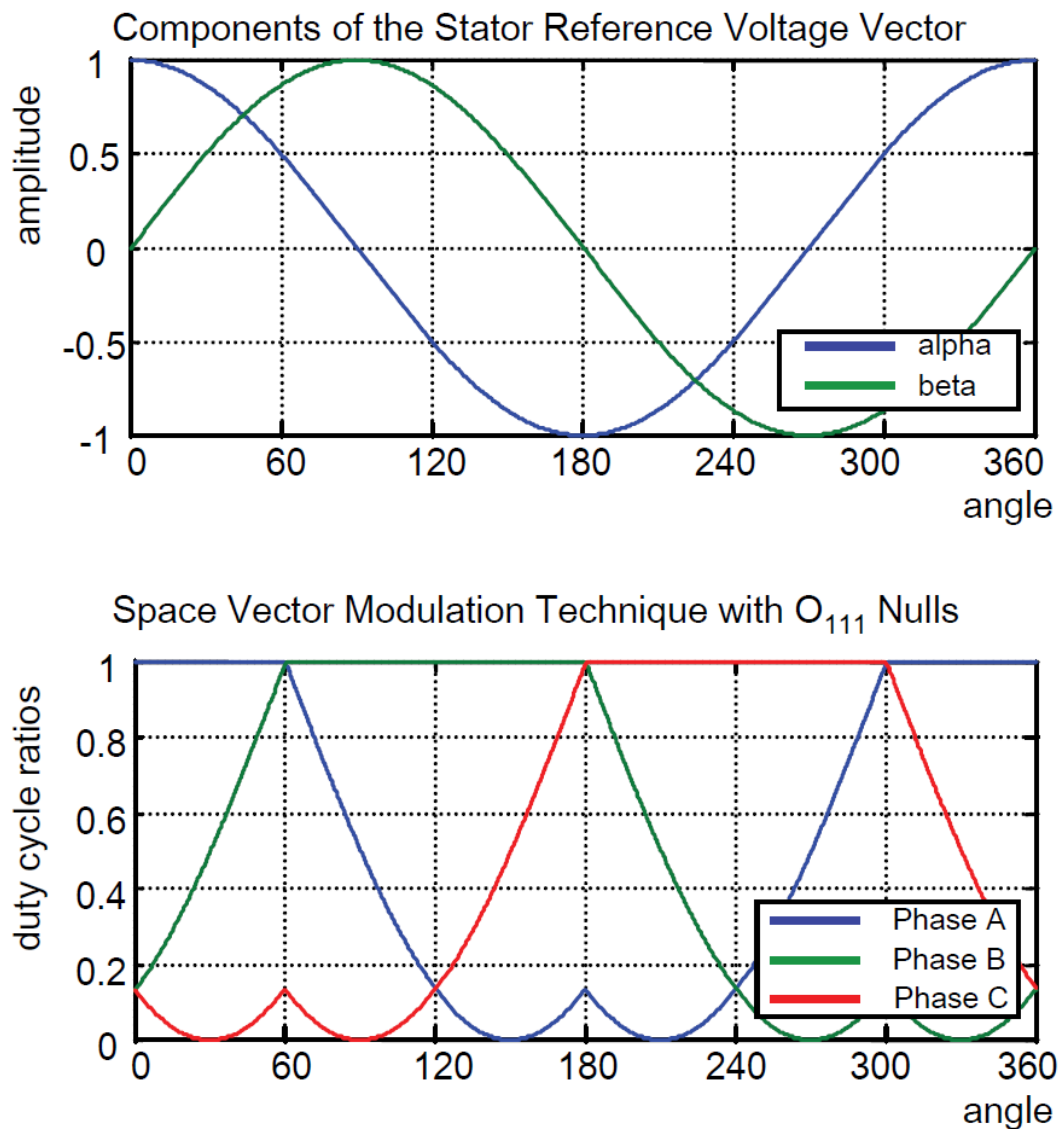 Components of the Stator Reference Voltage Vector
amplitude
1
0.5
0
-0.5
-1
alpha
beta
0 60 120 180 240 300 360
angle
Space Vector Modulation Technique with O111 Nulls
duty cycle ratios
1
0.8
0.6
0.4
0.2
0
Phase A
Phase B
Phase C
0 60 120 180 240 300 360
angle